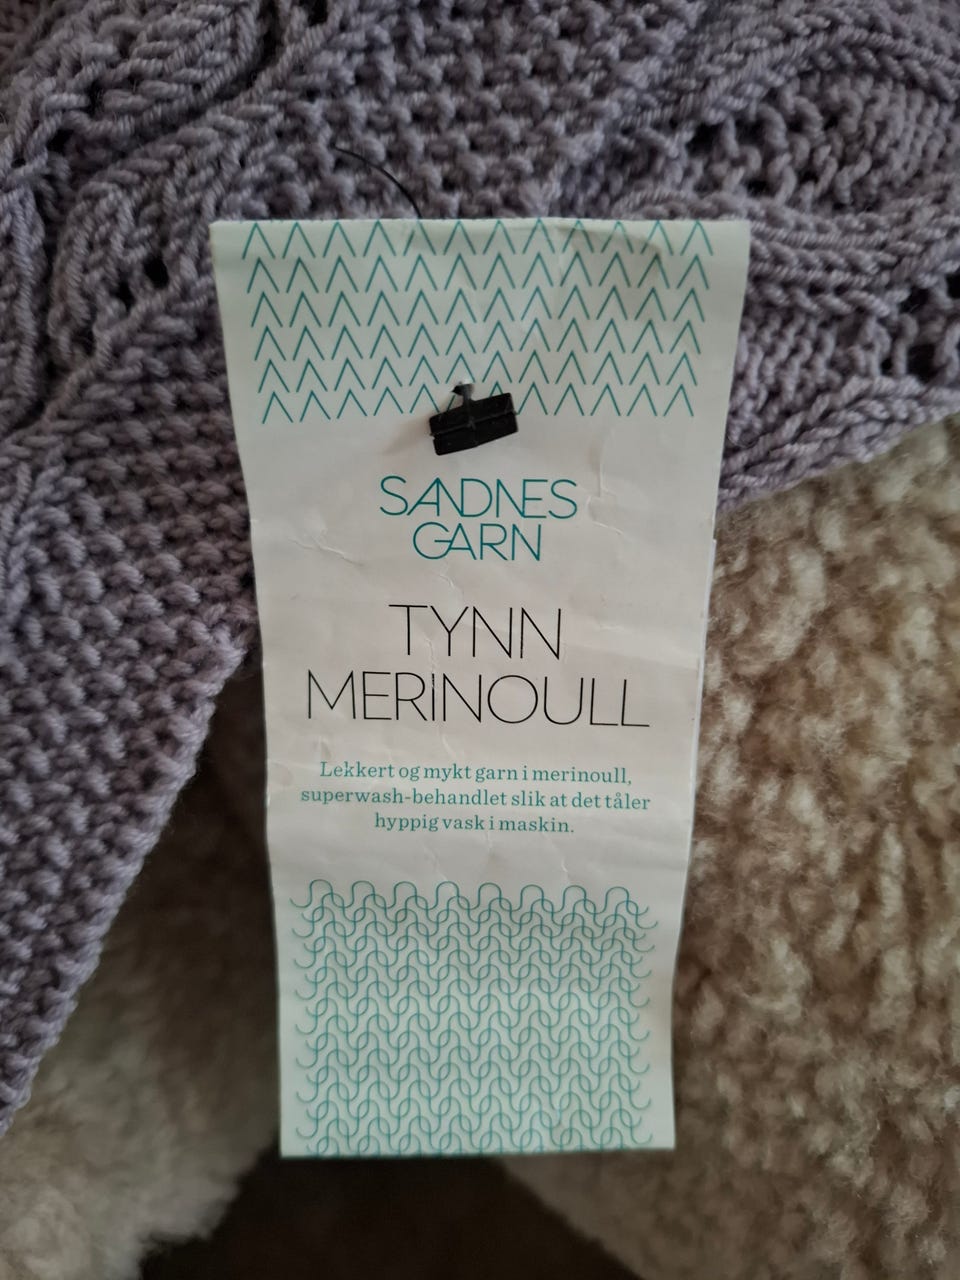 SANDNES
GARN
TYNN
MERINOULL
Lekkert og mykt garn i merinoull,
superwash-behandlet slik at det tåler
hyppig vask i maskin.